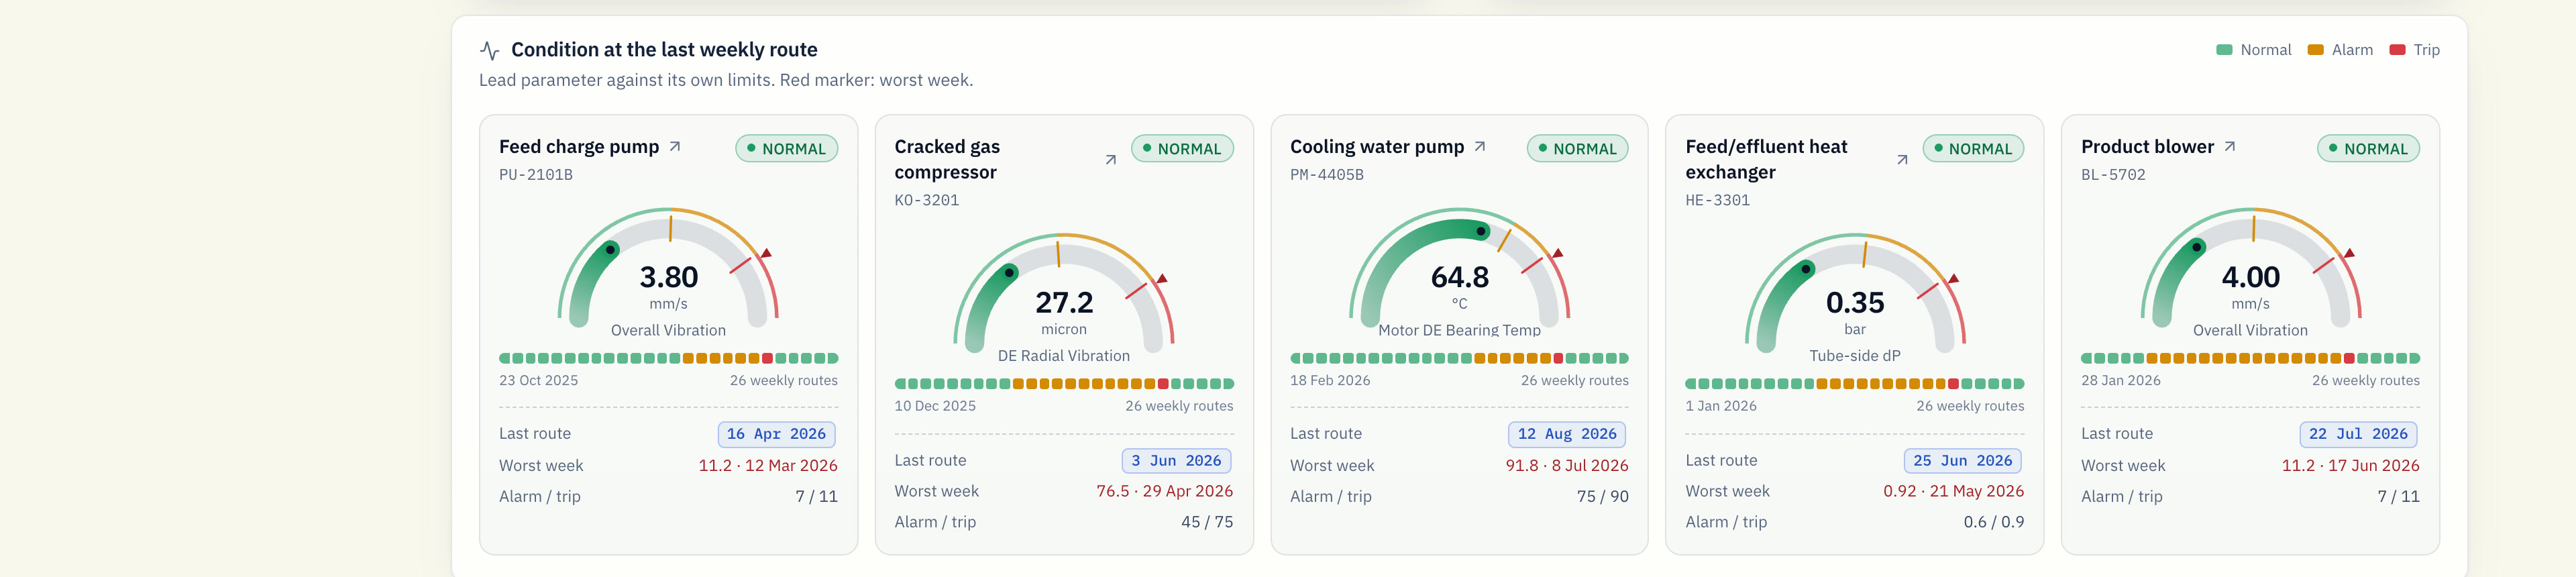 Condition at the last weekly route
Lead parameter against its own limits. Red marker: worst week.
Normal Alarm Trip
Feed charge pump
NORMAL
PU-2101B
3.80
mm/s
Overall Vibration
23 Oct 2025 26 weekly routes
Last route 16 Apr 2026
Worst week 11.2 · 12 Mar 2026
Alarm / trip 7 / 11
Cracked gas
compressor
NORMAL
KO-3201
27.2
micron
DE Radial Vibration
10 Dec 2025 26 weekly routes
Last route 3 Jun 2026
Worst week 76.5 · 29 Apr 2026
Alarm / trip 45 / 75
Cooling water pump
NORMAL
PM-4405B
64.8
°C
Motor DE Bearing Temp
18 Feb 2026 26 weekly routes
Last route 12 Aug 2026
Worst week 91.8 · 8 Jul 2026
Alarm / trip 75 / 90
Feed/effluent heat
exchanger
NORMAL
HE-3301
0.35
bar
Tube-side dP
1 Jan 2026 26 weekly routes
Last route 25 Jun 2026
Worst week 0.92 · 21 May 2026
Alarm / trip 0.6 / 0.9
Product blower
NORMAL
BL-5702
4.00
mm/s
Overall Vibration
28 Jan 2026 26 weekly routes
Last route 22 Jul 2026
Worst week 11.2 · 17 Jun 2026
Alarm / trip 7 / 11